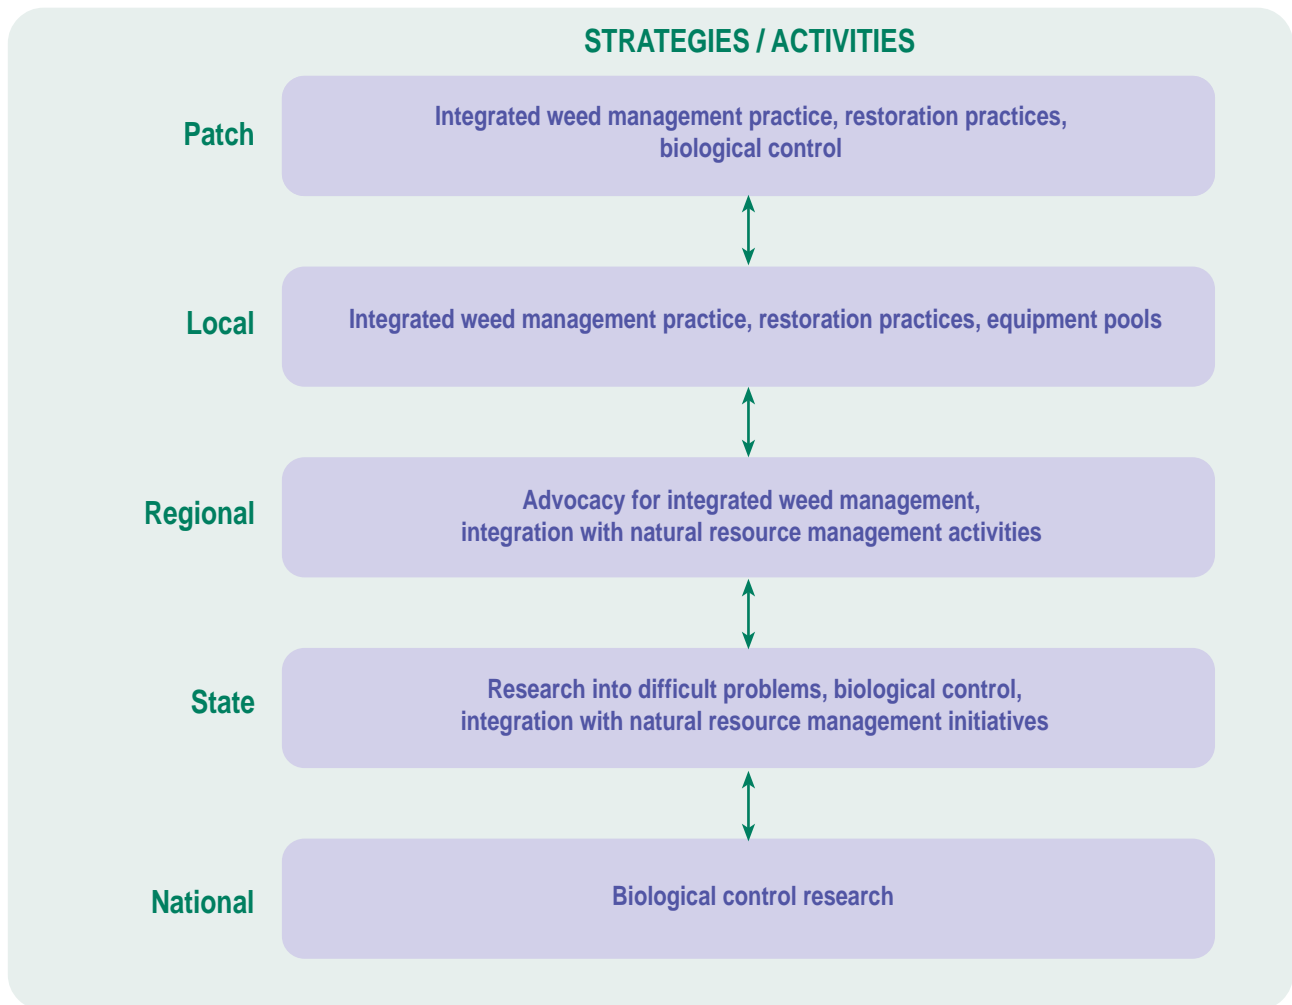 STRATEGIES / ACTIVITIES
Patch
Integrated weed management practice, restoration practices,
biological control
Local
Integrated weed management practice, restoration practices, equipment pools
Regional
Advocacy for integrated weed management,
integration with natural resource management activities
State
Research into difficult problems, biological control,
integration with natural resource management initiatives
National
Biological control research